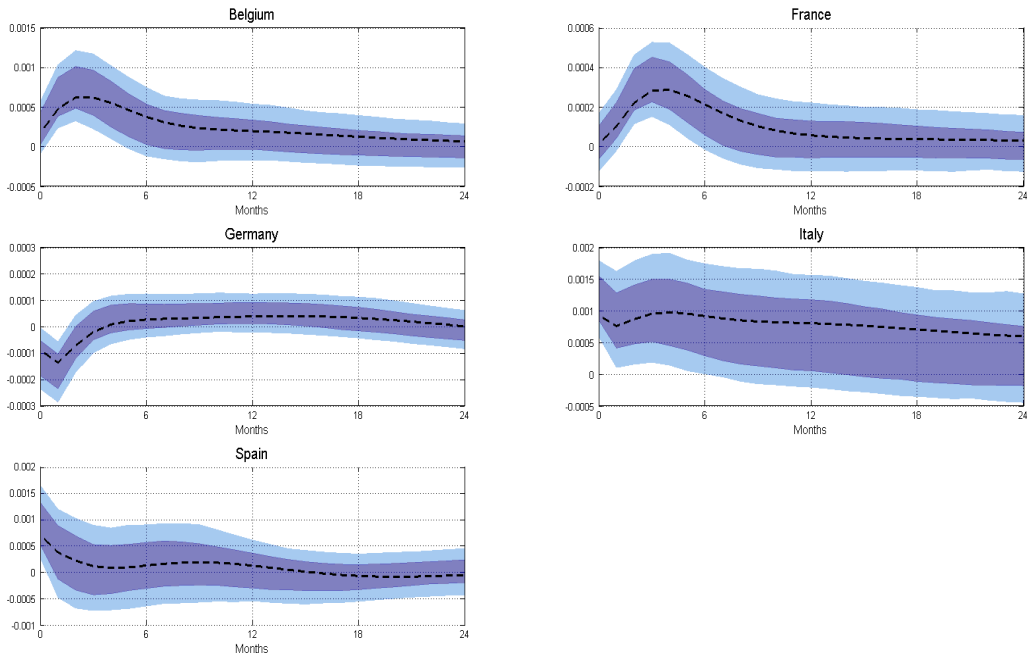 Belgium
0.0015
0.001
0.0005
0
-0.0005
0 6 12 18 24
Months
France
0.0006
0.0004
0.0002
0
-0.0002
0 6 12 18 24
Months
Germany
0.0003
0.0002
0.0001
0
-0.0001
-0.0002
-0.0003
0 6 12 18 24
Months
Italy
0.002
0.0015
0.001
0.0005
0
-0.0005
0 6 12 18 24
Months
Spain
0.002
0.0015
0.001
0.0005
0
-0.0005
-0.001
0 6 12 18 24
Months